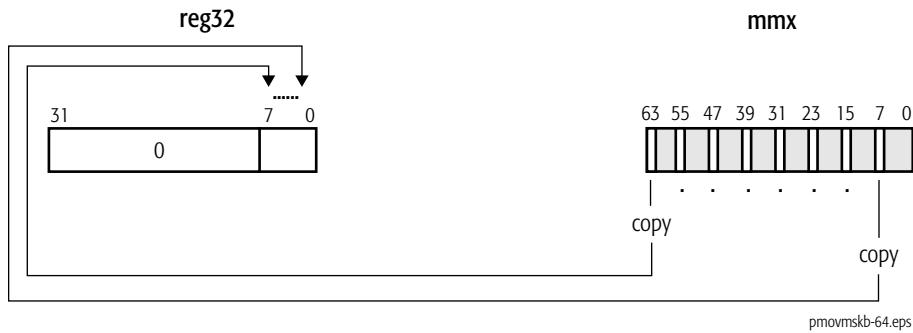 reg32 mmx
......
31 7 0 63 55 47 39 31 23 15 7 0
0
. . . . . .
copy
copy
pmovmskb-64.eps